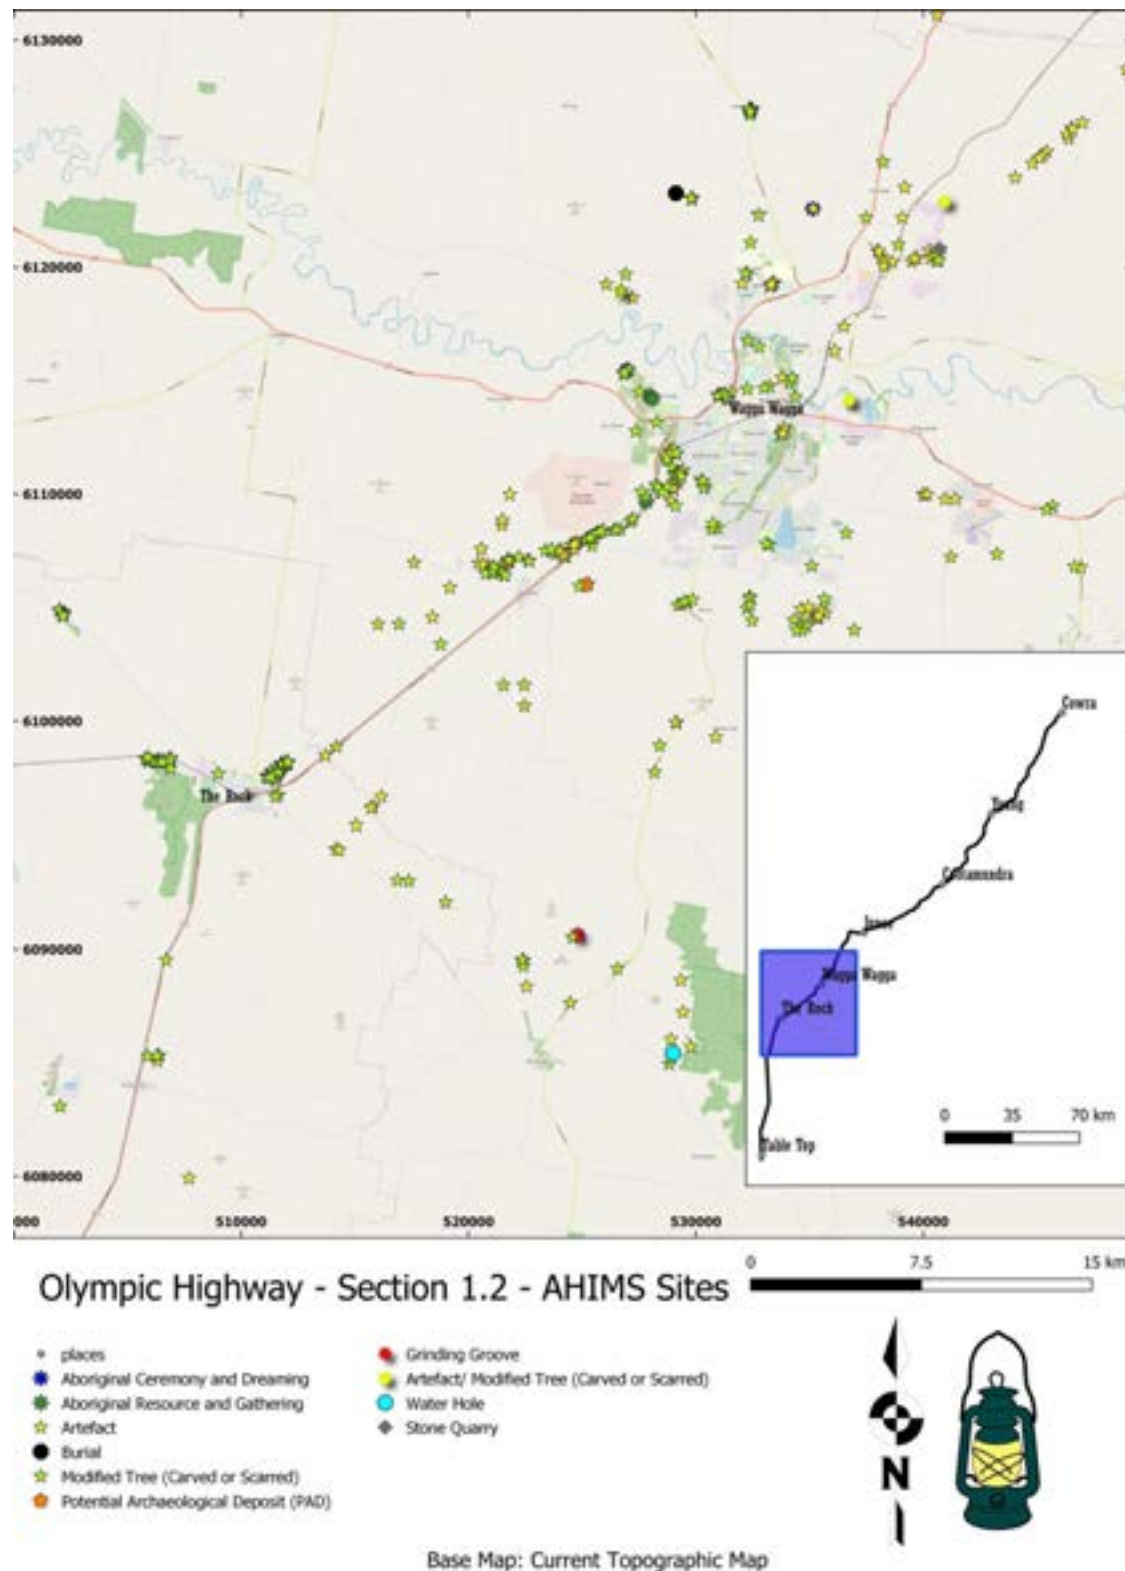 6130000
6120000
Wagga Wagga
6110000
6100000
The Rock
6090000
6080000
000
510000
520000
530000
540000
Cowra
Young
Cootamundra
Junee
Wagga Wagga
The Rock
Table Top
0 35 70 km
Olympic Highway - Section 1.2 - AHIMS Sites
0 7.5 15 km
places
Aboriginal Ceremony and Dreaming
Aboriginal Resource and Gathering
Artefact
Burial
Modified Tree (Carved or Scarred)
Potential Archaeological Deposit (PAD)
Grinding Groove
Artefact/ Modified Tree (Carved or Scarred)
Water Hole
Stone Quarry
N
Base Map: Current Topographic Map